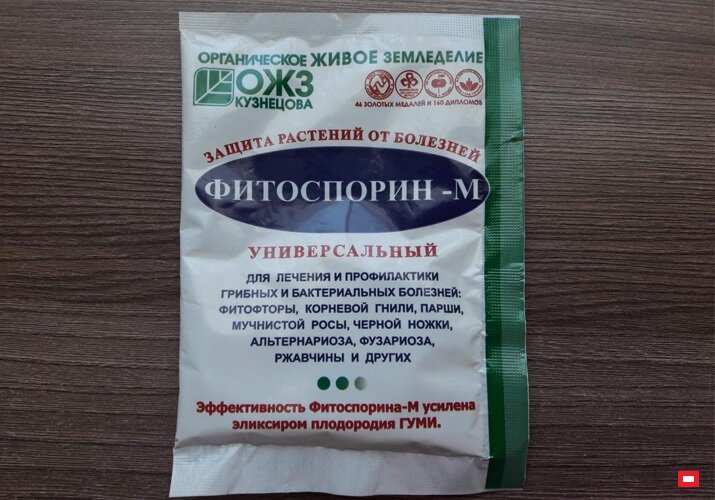 ОРГАНИЧЕСКОЕ ЖИВОЕ ЗЕМЛЕДЕЛИЕ
ОЖЗ
КУЗНЕЦОВА
46 ЗОЛОТЫХ МЕДАЛЕЙ И 160 ДИПЛОМОВ
ЗАЩИТА РАСТЕНИЙ ОТ БОЛЕЗНЕЙ
ФИТОСПОРИН -М
УНИВЕРСАЛЬНЫЙ
ДЛЯ ЛЕЧЕНИЯ И ПРОФИЛАКТИКИ
ГРИБНЫХ И БАКТЕРИАЛЬНЫХ БОЛЕЗНЕЙ:
ФИТОФТОРЫ, КОРНЕВОЙ ГНИЛИ, ПАРШИ,
МУЧНИСТОЙ РОСЫ, ЧЕРНОЙ НОЖКИ,
АЛЬТЕРНАРИОЗА, ФУЗАРИОЗА,
РЖАВЧИНЫ И ДРУГИХ
Эффективность Фитоспорина-М усилена
эликсиром плодородия ГУМИ.